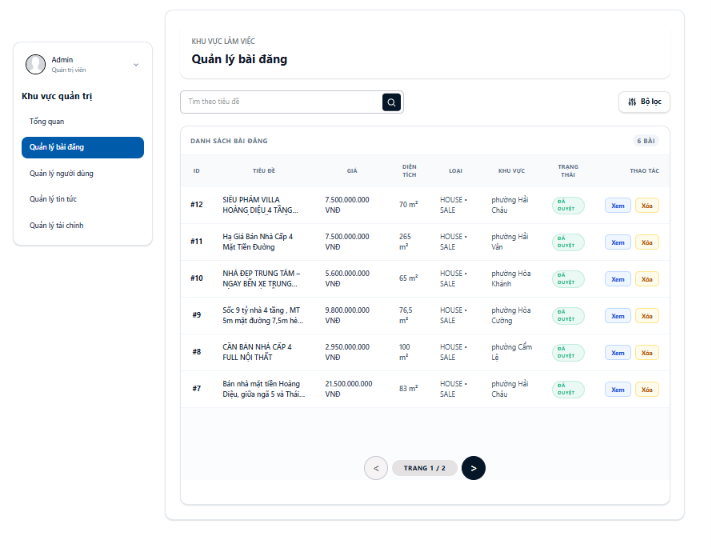 Admin
Quản trị viên
Khu vực quản trị
Tổng quan
Quản lý bài đăng
Quản lý người dùng
Quản lý tin tức
Quản lý tài chính
KHU VỰC LÀM VIỆC
Quản lý bài đăng
Tìm theo tiêu đề
Bộ lọc
DANH SÁCH BÀI ĐĂNG
6 BÀI
ID TIÊU ĐỀ GIÁ DIỆN TÍCH LOẠI KHU VỰC TRẠNG THÁI THAO TÁC
#12 SIÊU PHẨM VILLA HOÀNG DIỆU 4 TẦNG... 7.500.000.000 VNĐ 70 m² HOUSE • SALE phường Hải Châu ĐÃ DUYỆT Xem Xóa
#11 Hạ Giá Bán Nhà Cấp 4 Mặt Tiền Đường 7.500.000.000 VNĐ 265 m² HOUSE • SALE phường Hải Vân ĐÃ DUYỆT Xem Xóa
#10 NHÀ ĐẸP TRUNG TÂM – NGAY BẾN XE TRUNG... 5.600.000.000 VNĐ 65 m² HOUSE • SALE phường Hòa Khánh ĐÃ DUYỆT Xem Xóa
#9 Sốc 9 tỷ nhà 4 tầng , MT 5m mặt đường 7,5m hè... 9.800.000.000 VNĐ 76,5 m² HOUSE • SALE phường Hòa Cường ĐÃ DUYỆT Xem Xóa
#8 CẦN BÁN NHÀ CẤP 4 FULL NỘI THẤT 2.950.000.000 VNĐ 100 m² HOUSE • SALE phường Cẩm Lệ ĐÃ DUYỆT Xem Xóa
#7 Bán nhà mặt tiền Hoàng Diệu, giữa ngã 5 và Thái... 21.500.000.000 VNĐ 83 m² HOUSE • SALE phường Hải Châu ĐÃ DUYỆT Xem Xóa
< TRANG 1 / 2 >